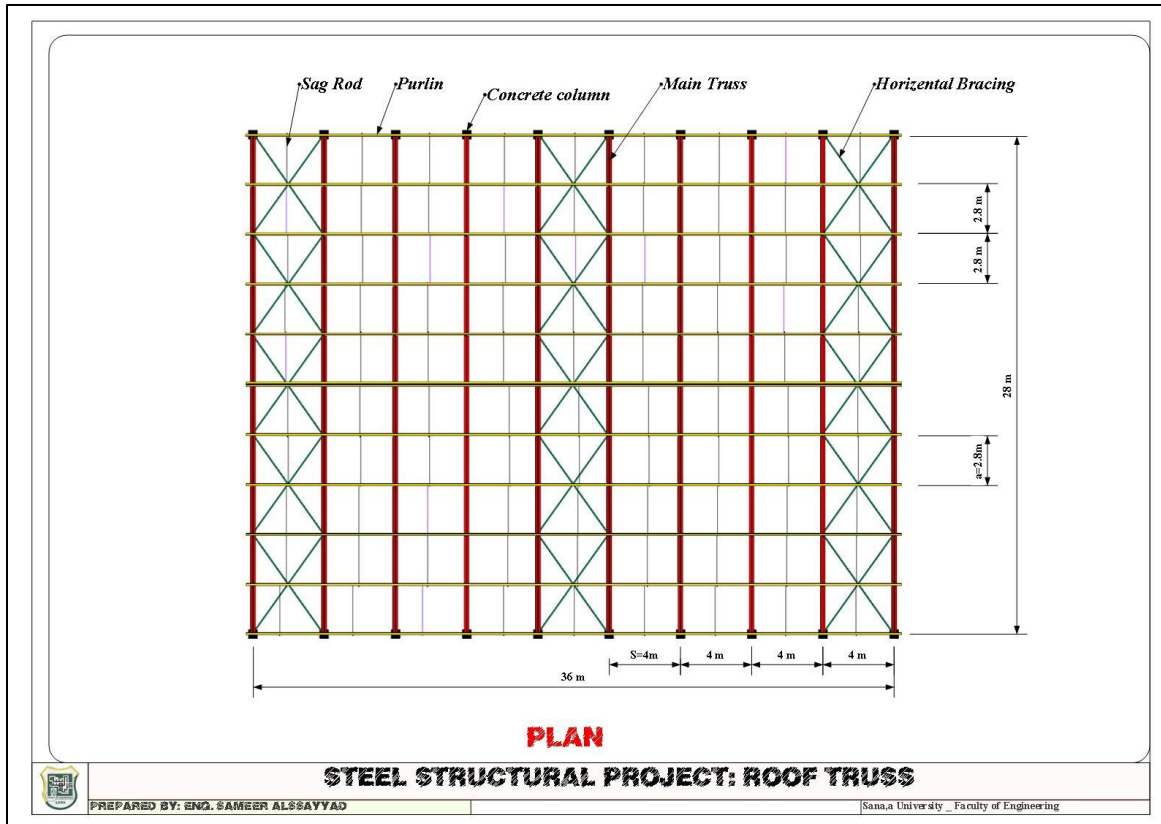 Sag Rod
Purlin
Concrete column
Main Truss
Horizental Bracing
2.8 m
2.8 m
28 m
a=2.8m
S=4m
4 m
4 m
4 m
36 m
PLAN
STEEL STRUCTURAL PROJECT: ROOF TRUSS
PREPARED BY: ENG. SAMEER ALSSAYYAD
Sana,a University _ Faculty of Engineering